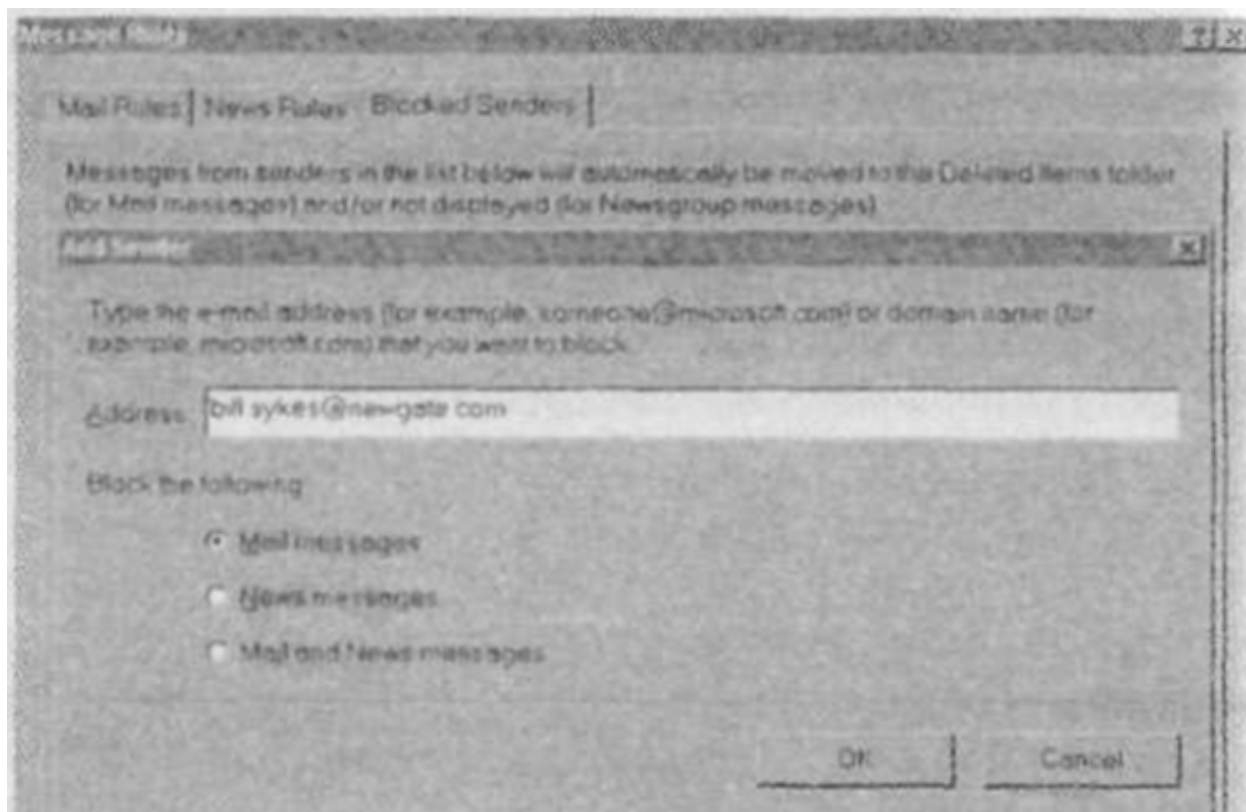 Message Rules
Mail Rules News Rules Blocked Senders
Messages from senders in the list below will automatically be moved to the Deleted Items folder
(for Mail messages) and/or not displayed (for Newsgroup messages)
Add Sender
Type the e-mail address (for example, someone@microsoft.com) or domain name (for
example, microsoft.com) that you want to block.
Address: bill.sykes@newgate.com
Block the following:
Mail messages
News messages
Mail and News messages
OK Cancel